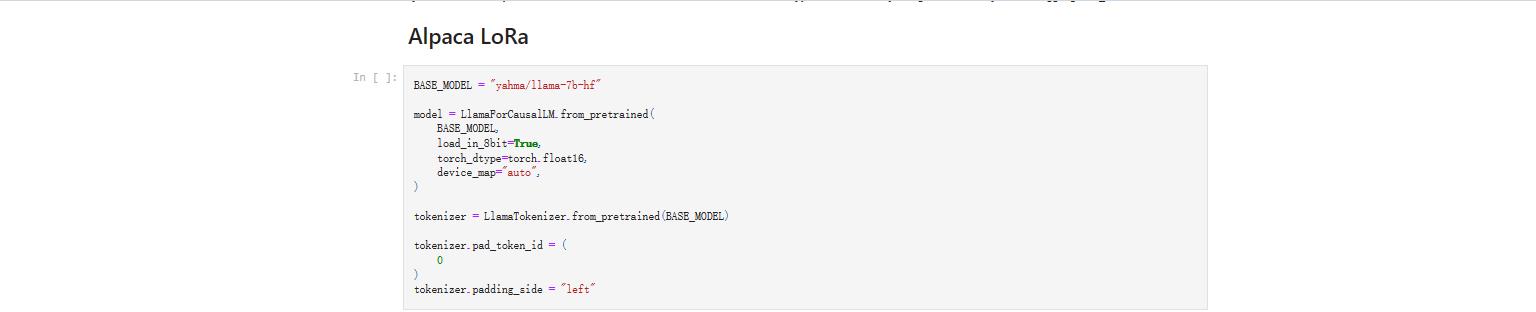 Alpaca LoRa
In [ ]:
BASE_MODEL = "yahma/llama-7b-hf"
model = LlamaForCausalLM.from_pretrained(
    BASE_MODEL,
    load_in_8bit=True,
    torch_dtype=torch.float16,
    device_map="auto",
)
tokenizer = LlamaTokenizer.from_pretrained(BASE_MODEL)
tokenizer.pad_token_id = (
    0
)
tokenizer.padding_side = "left"